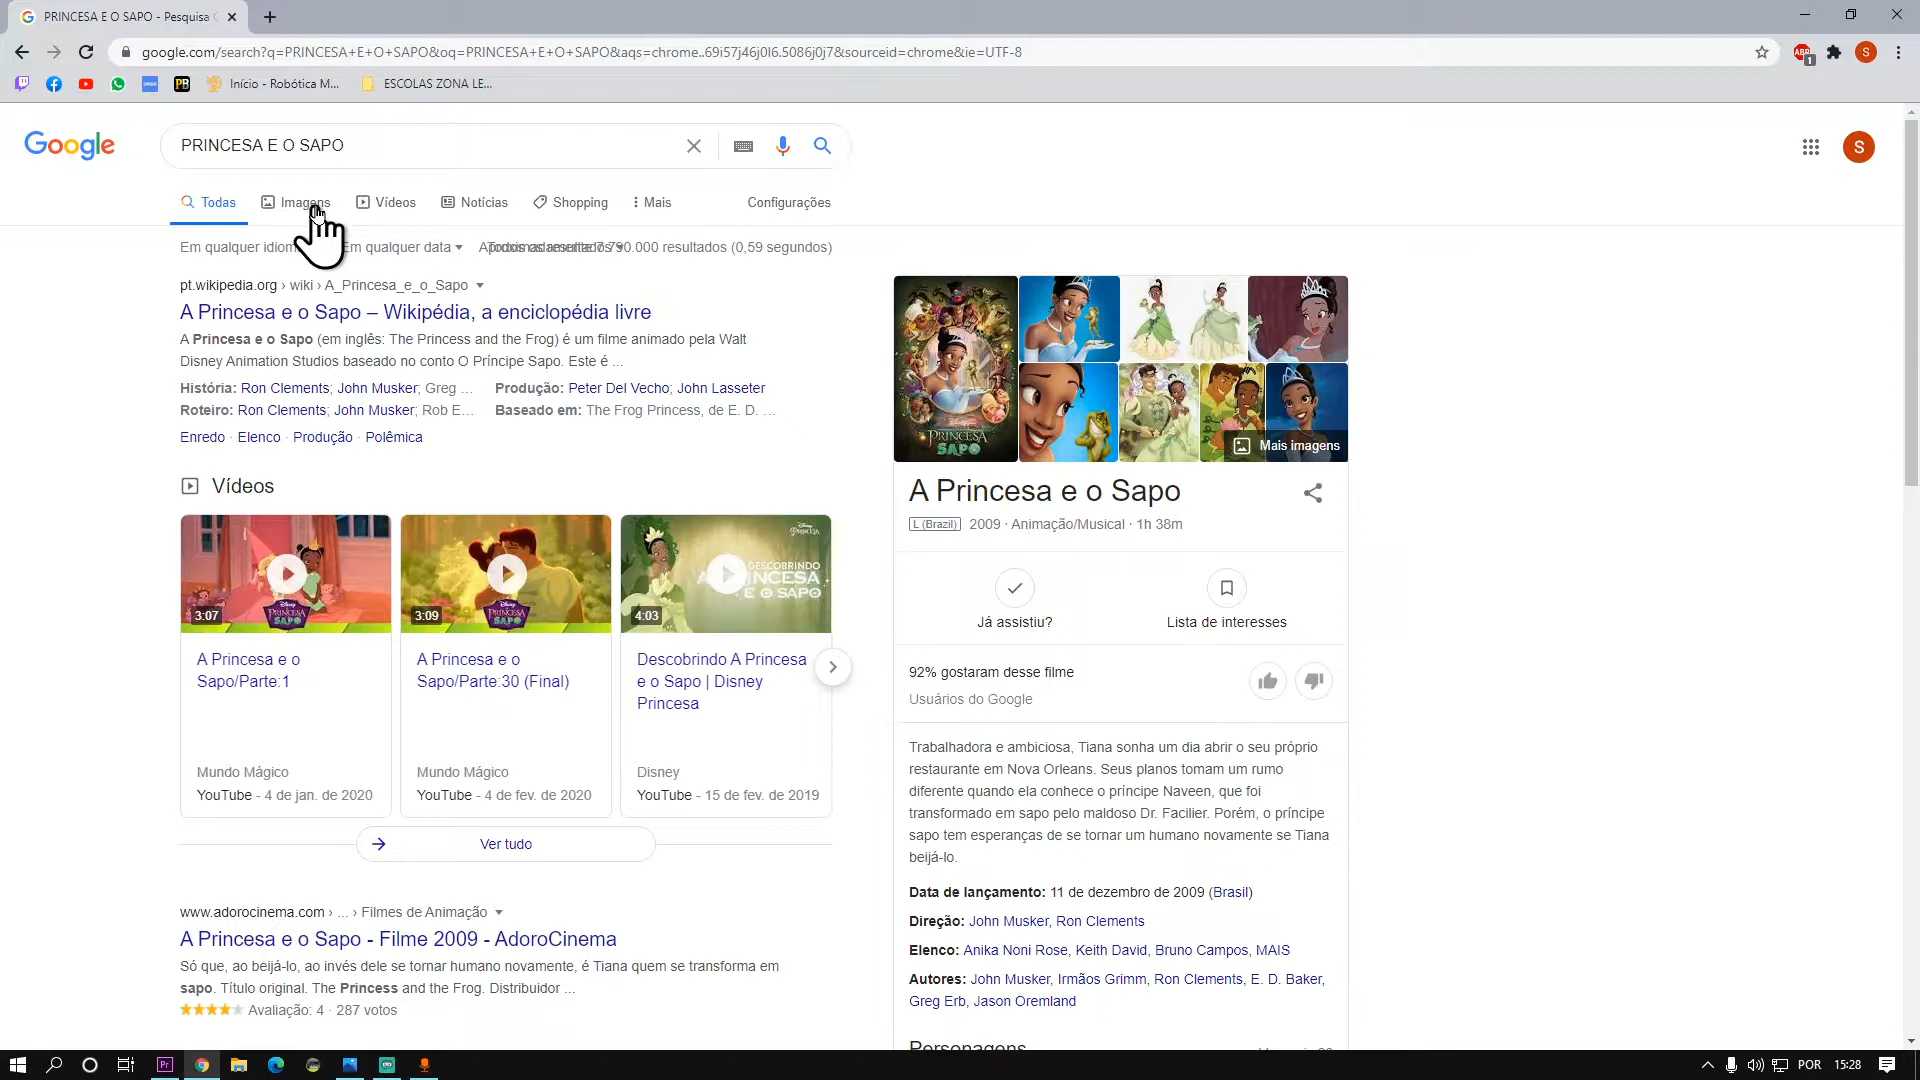 PRINCESA E O SAPO - Pesquisa
google.com/search?q=PRINCESA+E+O+SAPO&oq=PRINCESA+E+O+SAPO&aqs=chrome..69i57j46j0l6.5086j0j7&sourceid=chrome&ie=UTF-8
Início - Robótica M...
ESCOLAS ZONA LE...
Google
PRINCESA E O SAPO
S
Todas
Imagens
Vídeos
Notícias
Shopping
Mais
Configurações
Em qualquer data
790.000 resultados (0,59 segundos)
pt.wikipedia.org › wiki › A_Princesa_e_o_Sapo
A Princesa e o Sapo – Wikipédia, a enciclopédia livre
A Princesa e o Sapo (em inglês: The Princess and the Frog) é um filme animado pela Walt
Disney Animation Studios baseado no conto O Príncipe Sapo. Este é ...
História: Ron Clements; John Musker; Greg ...
Produção: Peter Del Vecho; John Lasseter
Roteiro: Ron Clements; John Musker; Rob E...
Baseado em: The Frog Princess, de E. D. ...
Enredo · Elenco · Produção · Polêmica
Vídeos
3:07
A Princesa e o
Sapo/Parte:1
Mundo Mágico
YouTube - 4 de jan. de 2020
3:09
A Princesa e o
Sapo/Parte:30 (Final)
Mundo Mágico
YouTube - 4 de fev. de 2020
DESCOBRINDO
A PRINCESA
E O SAPO
4:03
Descobrindo A Princesa
e o Sapo | Disney
Princesa
Disney
YouTube - 15 de fev. de 2019
Ver tudo
www.adorocinema.com › ... › Filmes de Animação
A Princesa e o Sapo - Filme 2009 - AdoroCinema
Só que, ao beijá-lo, ao invés dele se tornar humano novamente, é Tiana quem se transforma em
sapo. Título original. The Princess and the Frog. Distribuidor ...
Avaliação: 4 · 287 votos
PRINCESA
SAPO
Mais imagens
A Princesa e o Sapo
L (Brazil) 2009 · Animação/Musical · 1h 38m
Já assistiu?
Lista de interesses
92% gostaram desse filme
Usuários do Google
Trabalhadora e ambiciosa, Tiana sonha um dia abrir o seu próprio
restaurante em Nova Orleans. Seus planos tomam um rumo
diferente quando ela conhece o príncipe Naveen, que foi
transformado em sapo pelo maldoso Dr. Facilier. Porém, o príncipe
sapo tem esperanças de se tornar um humano novamente se Tiana
beijá-lo.
Data de lançamento: 11 de dezembro de 2009 (Brasil)
Direção: John Musker, Ron Clements
Elenco: Anika Noni Rose, Keith David, Bruno Campos, MAIS
Autores: John Musker, Irmãos Grimm, Ron Clements, E. D. Baker,
Greg Erb, Jason Oremland
Personagens
POR
15:28